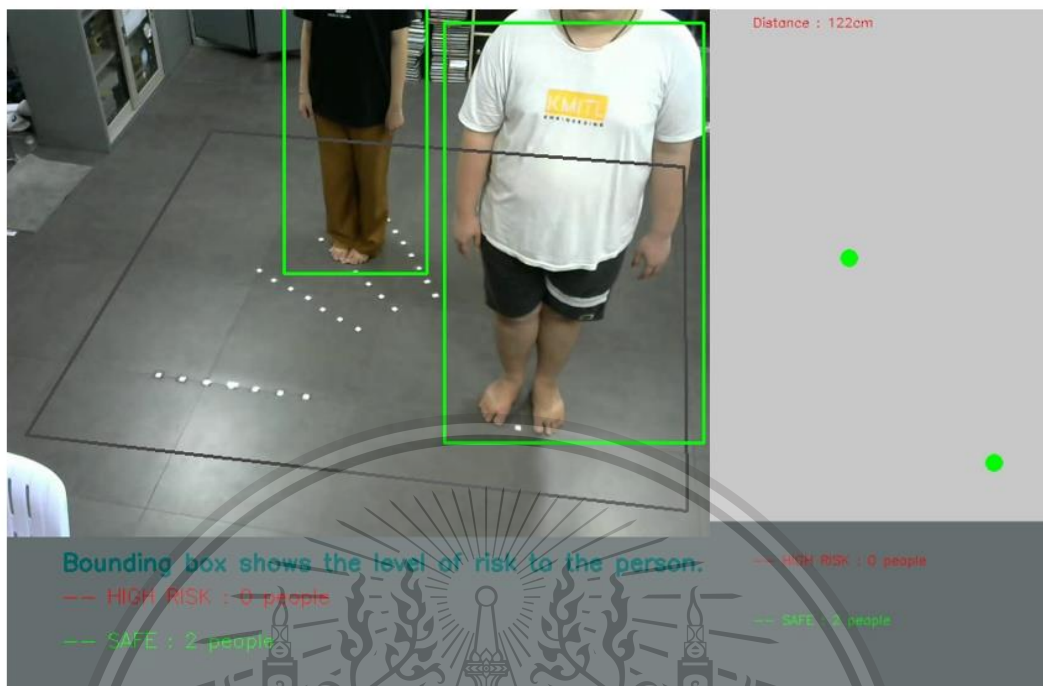 Distance : 122cm
KMITL
ENGINEERING
Bounding box shows the level of risk to the person.
-- HIGH RISK : 0 people
-- SAFE : 2 people
-- HIGH RISK : 0 people
-- SAFE : 2 people